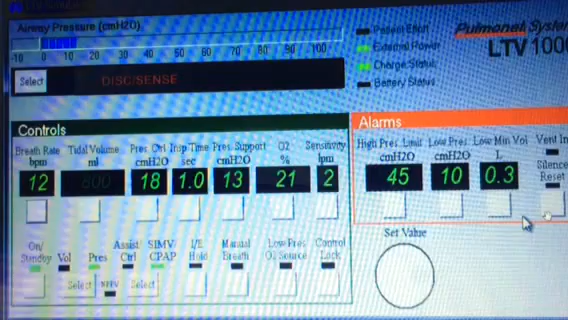 Airway Pressure (cmH2O)
-10 0 10 20 30 40 50 60 70 80 90 100
Patient Effort
External Power
Charge Status
Battery Status
Pulmonet
LTV 1000
Select
DISC/SENSE
Controls
Breath Rate Tidal Volume Pres. Ctrl Insp Time Pres. Support O2 Sensitivity
bpm ml cmH2O sec cmH2O % lpm
12 800 18 1.0 13 21 2
Alarms
High Pres. Limit Low Pres. Low Min Vol Vent In
cmH2O cmH2O L
45 10 0.3
Silence
Reset
On/ Assist SIMV/ I/E Manual Low Pres Control
Standby Vol Pres Ctrl CPAP Hold Breath O2 Source Lock
Select NPPV Select
Set Value